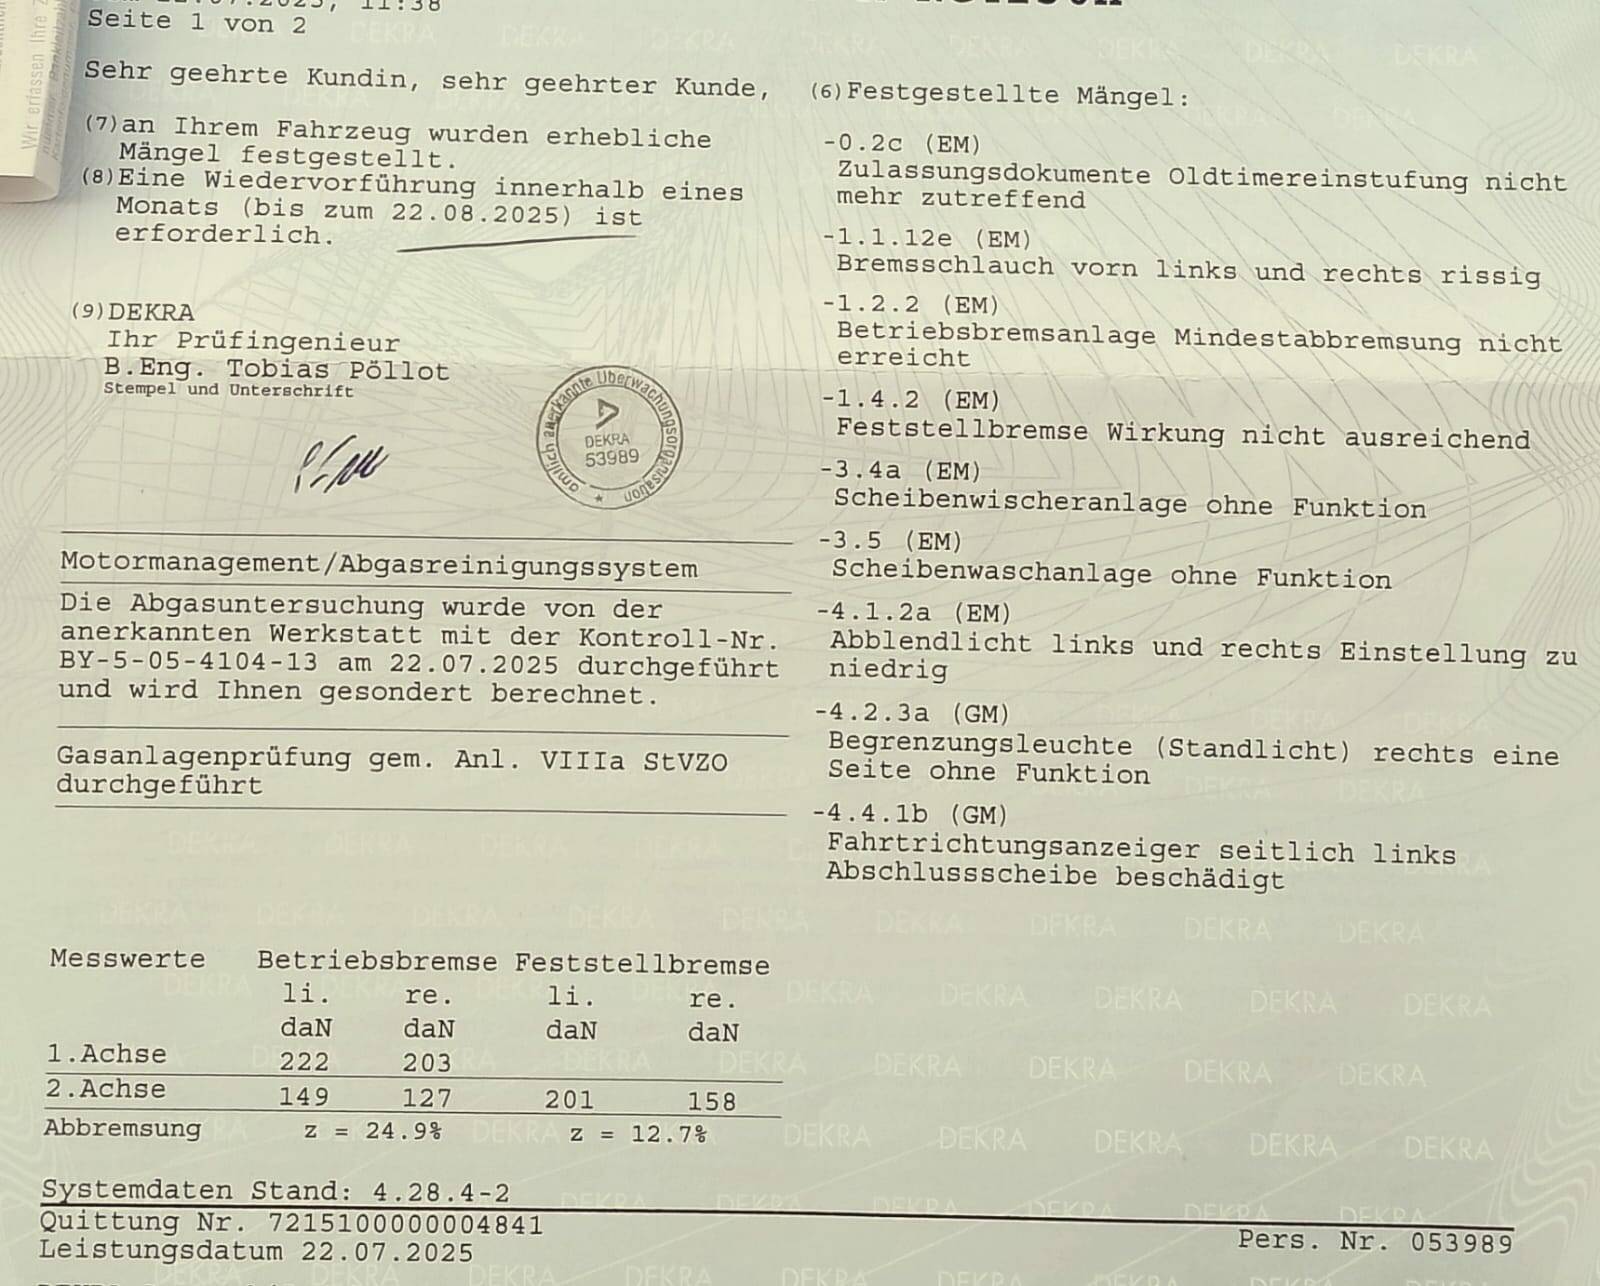 11:38
Seite 1 von 2
Sehr geehrte Kundin, sehr geehrter Kunde,
(7)an Ihrem Fahrzeug wurden erhebliche
Mängel festgestellt.
(8)Eine Wiedervorführung innerhalb eines
Monats (bis zum 22.08.2025) ist
erforderlich.
(9)DEKRA
Ihr Prüfingenieur
B.Eng. Tobias Pöllot
Stempel und Unterschrift
amtlich anerkannte Überwachungsorganisation
DEKRA
53989
Motormanagement/Abgasreinigungssystem
Die Abgasuntersuchung wurde von der
anerkannten Werkstatt mit der Kontroll-Nr.
BY-5-05-4104-13 am 22.07.2025 durchgeführt
und wird Ihnen gesondert berechnet.
Gasanlagenprüfung gem. Anl. VIIIa StVZO
durchgeführt
(6)Festgestellte Mängel:
-0.2c (EM)
Zulassungsdokumente Oldtimereinstufung nicht
mehr zutreffend
-1.1.12e (EM)
Bremsschlauch vorn links und rechts rissig
-1.2.2 (EM)
Betriebsbremsanlage Mindestabbremsung nicht
erreicht
-1.4.2 (EM)
Feststellbremse Wirkung nicht ausreichend
-3.4a (EM)
Scheibenwischeranlage ohne Funktion
-3.5 (EM)
Scheibenwaschanlage ohne Funktion
-4.1.2a (EM)
Abblendlicht links und rechts Einstellung zu
niedrig
-4.2.3a (GM)
Begrenzungsleuchte (Standlicht) rechts eine
Seite ohne Funktion
-4.4.1b (GM)
Fahrtrichtungsanzeiger seitlich links
Abschlussscheibe beschädigt
Messwerte Betriebsbremse Feststellbremse
li. re. li. re.
daN daN daN daN
1.Achse 222 203
2.Achse 149 127 201 158
Abbremsung z = 24.9% z = 12.7%
Systemdaten Stand: 4.28.4-2
Quittung Nr. 7215100000004841
Leistungsdatum 22.07.2025
Pers. Nr. 053989
Wir erfassen Ihre